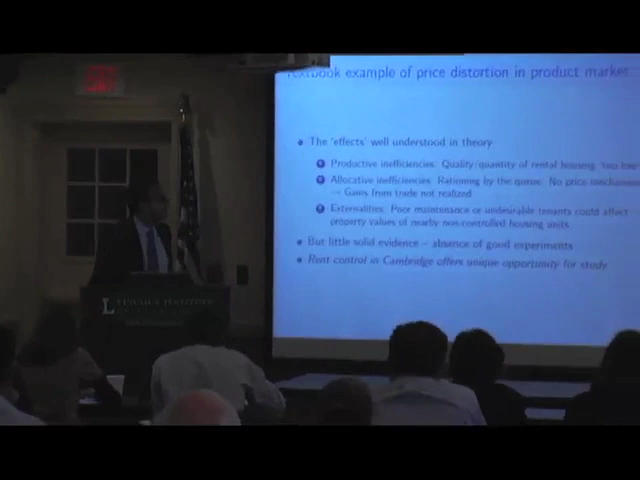 EXIT
Textbook example of price distortion in product market
The 'effects' well understood in theory
Productive inefficiencies: Quality/quantity of rental housing 'too low'
Allocative inefficiencies: Rationing by the queue. No price mechanism
→ Gains from trade not realized
Externalities: Poor maintenance or undesirable tenants could affect
property values of nearby non-controlled housing units
But little solid evidence – absence of good experiments
Rent control in Cambridge offers unique opportunity for study
LINCOLN INSTITUTE